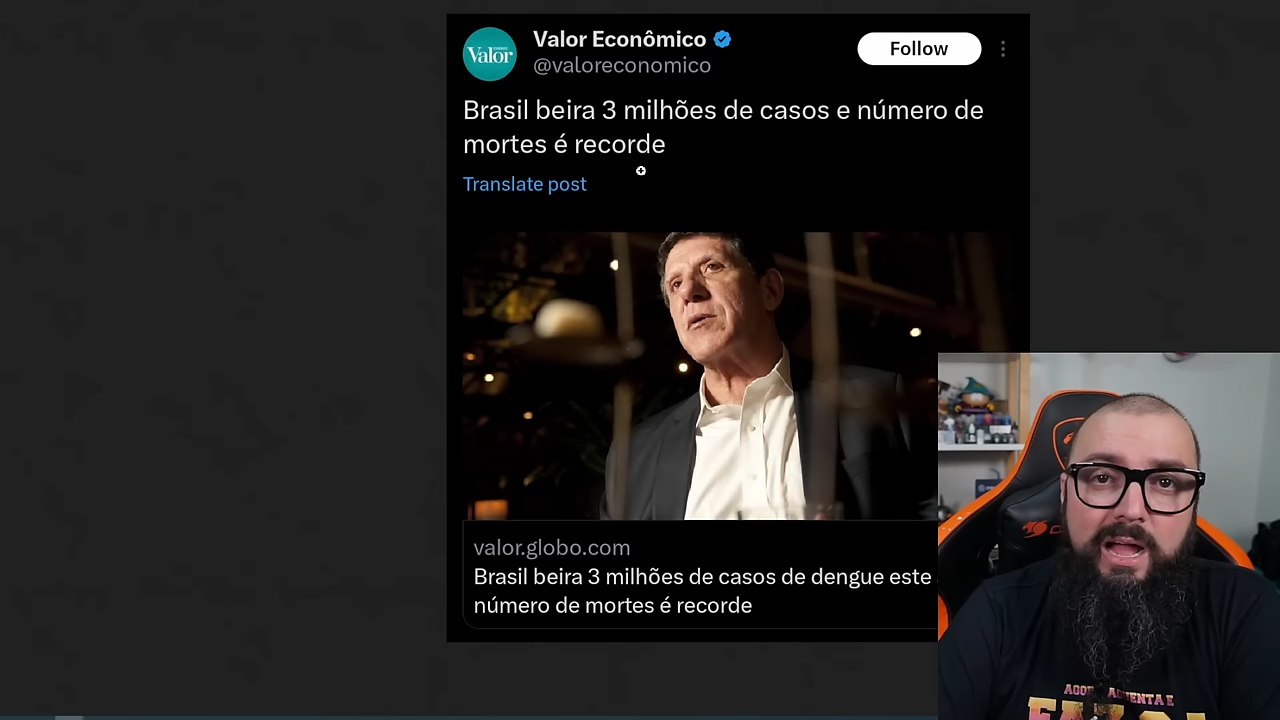 Valor
Valor Econômico
@valoreconomico
Follow
Brasil beira 3 milhões de casos e número de
mortes é recorde
Translate post
valor.globo.com
Brasil beira 3 milhões de casos de dengue este
número de mortes é recorde